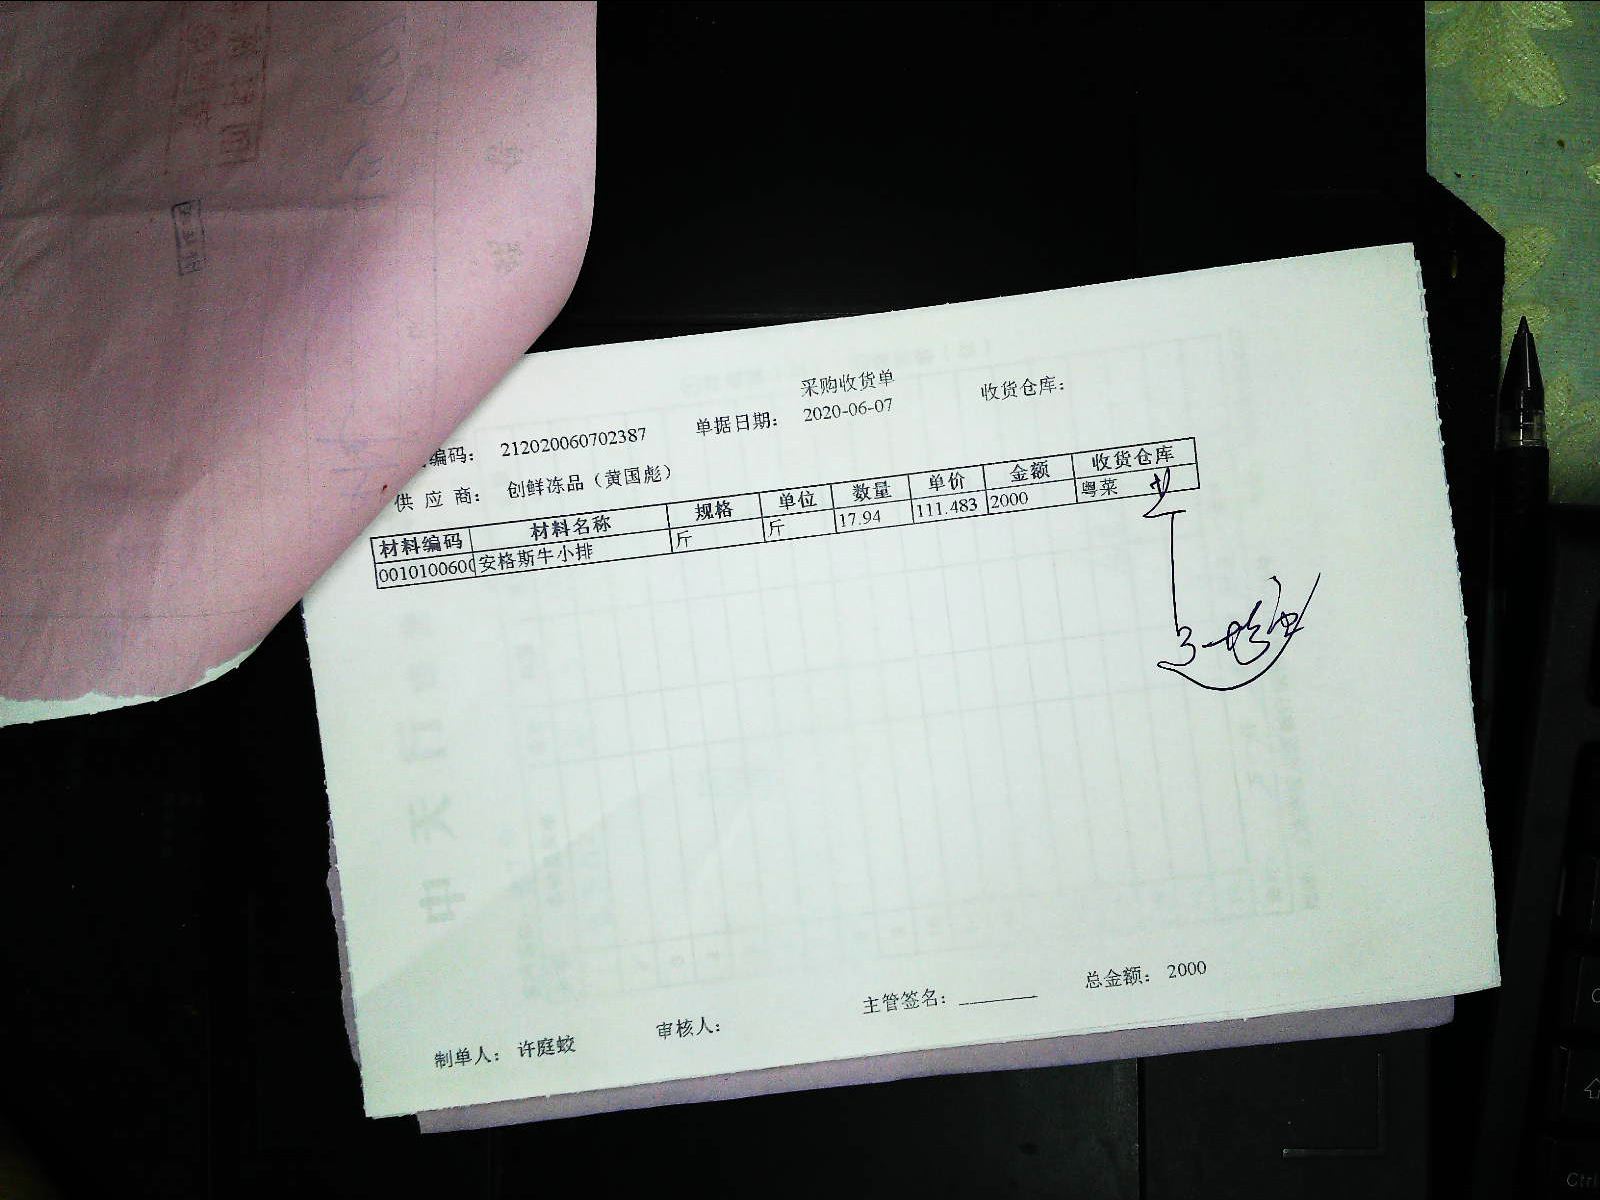 采购收货单
编码： 212020060702387 单据日期： 2020-06-07 收货仓库：
供 应 商： 创鲜冻品（黄国彪）
材料编码 材料名称 规格 单位 数量 单价 金额 收货仓库
001010060 安格斯牛小排 斤 斤 17.94 111.483 2000 粤菜
制单人： 许庭蛟 审核人： 主管签名： 总金额： 2000